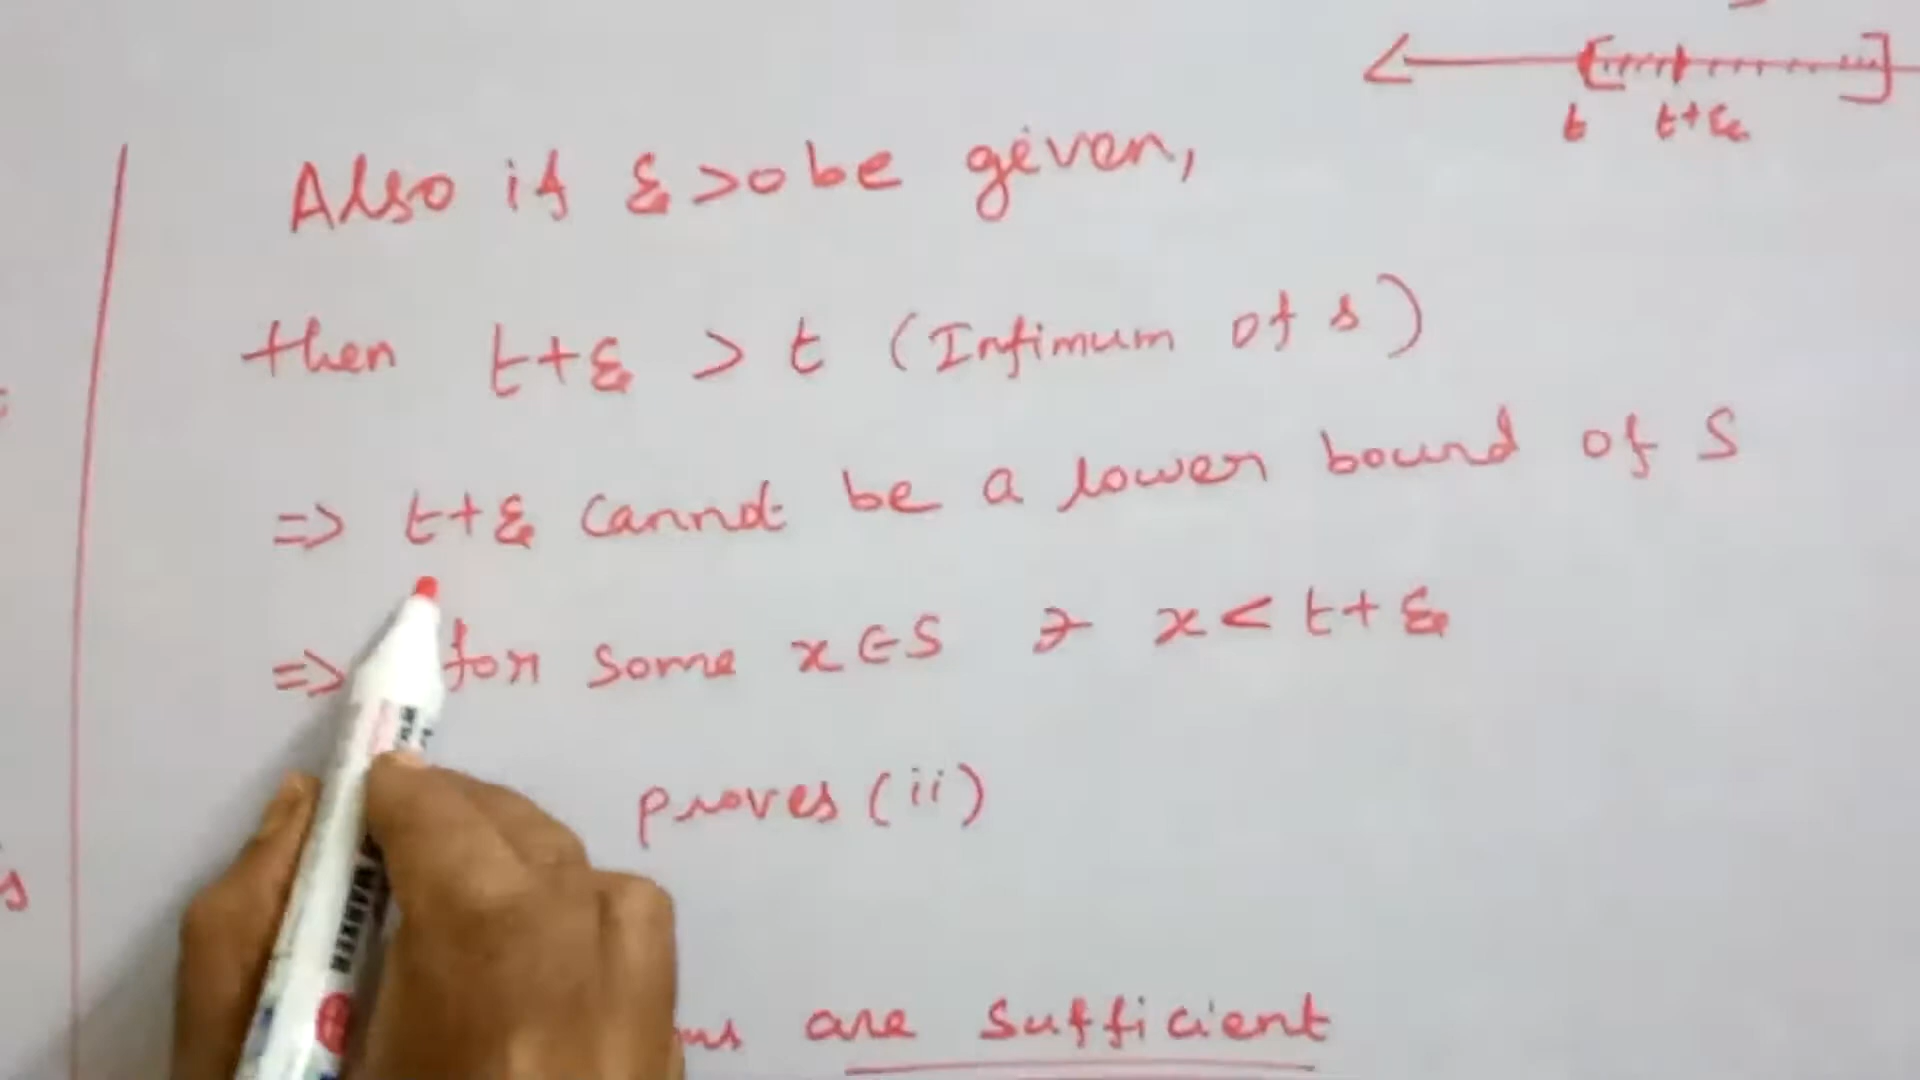 t t+ε
Also if ε>0 be given,
then t+ε > t (Infimum of s)
=> t+ε cannot be a lower bound of S
=> for some x∈S ∋ x < t+ε
proves (ii)
are sufficient
MARKER